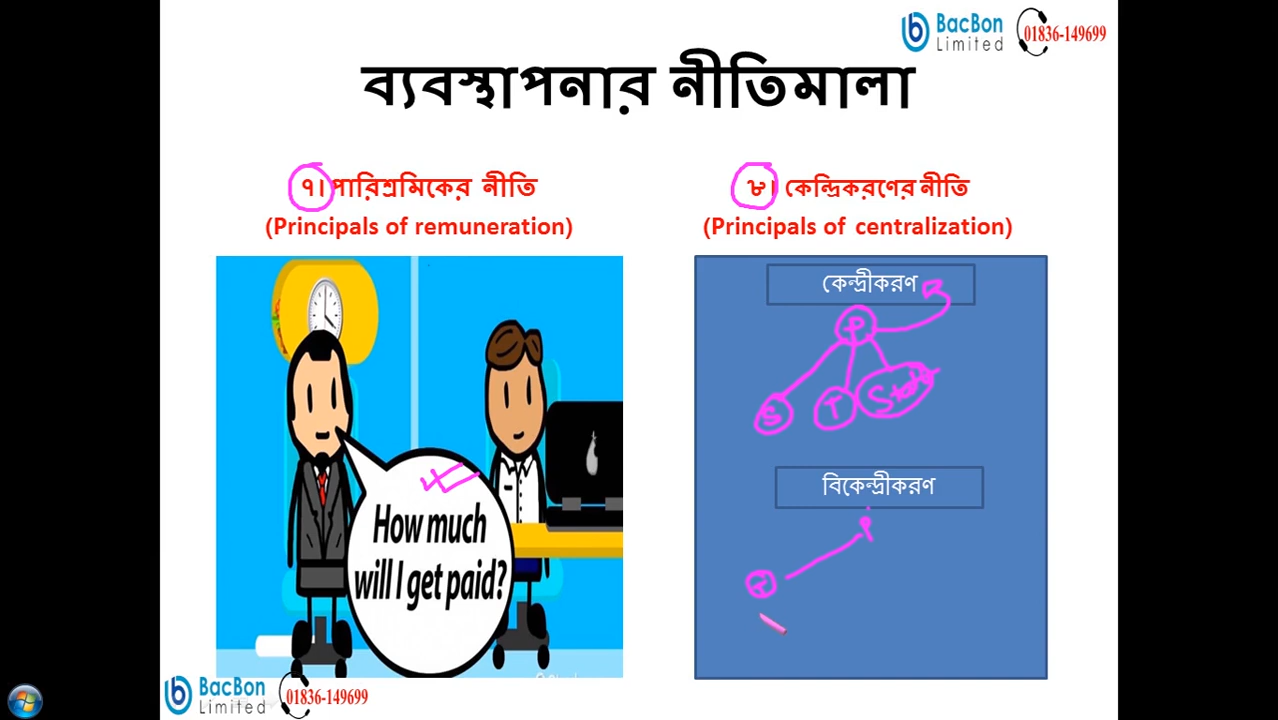 BacBon
Limited
01836-149699
ব্যবস্থাপনার নীতিমালা
৭। পারিশ্রমিকের নীতি
(Principals of remuneration)
How much
will I get paid?
৮। কেন্দ্রিকরণের নীতি
(Principals of centralization)
কেন্দ্রীকরণ
P
S T
বিকেন্দ্রীকরণ
P
BacBon
Limited
01836-149699